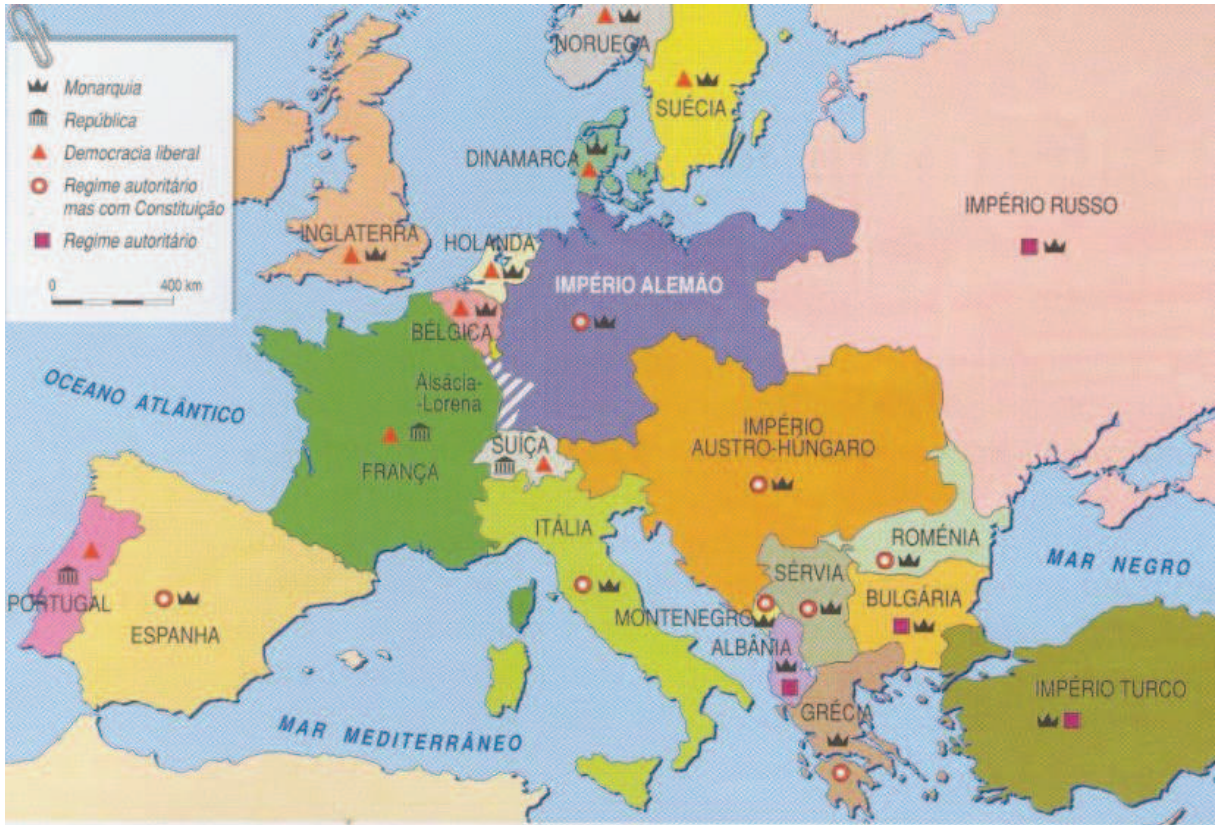 Monarquia
República
Democracia liberal
Regime autoritário
mas com Constituição
Regime autoritário
0 400 km
NORUEGA
SUÉCIA
DINAMARCA
IMPÉRIO RUSSO
INGLATERRA
HOLANDA
IMPÉRIO ALEMÃO
BÉLGICA
OCEANO ATLÂNTICO
Alsácia-
-Lorena
IMPÉRIO
AUSTRO-HÚNGARO
SUÍÇA
FRANÇA
ITÁLIA
ROMÉNIA
MAR NEGRO
SÉRVIA
PORTUGAL
BULGÁRIA
MONTENEGRO
ESPANHA
ALBÂNIA
IMPÉRIO TURCO
GRÉCIA
MAR MEDITERRÂNEO